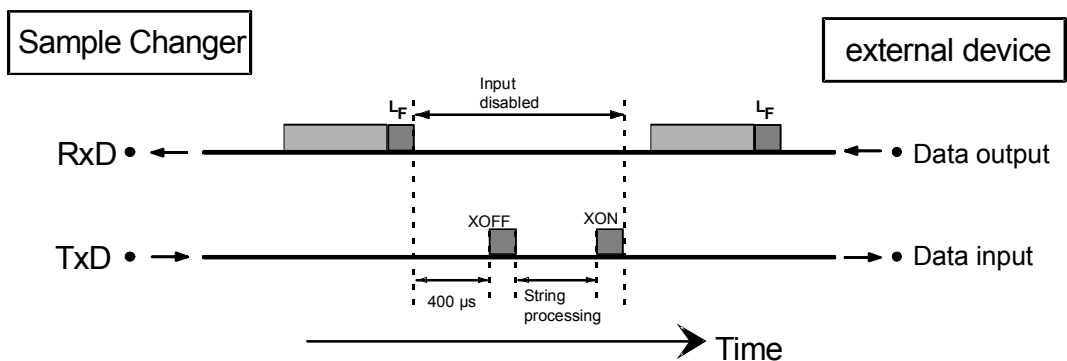 Sample Changer
external device
Input
disabled
LF
LF
RxD
Data output
XOFF
XON
TxD
Data input
400 µs
String
processing
Time